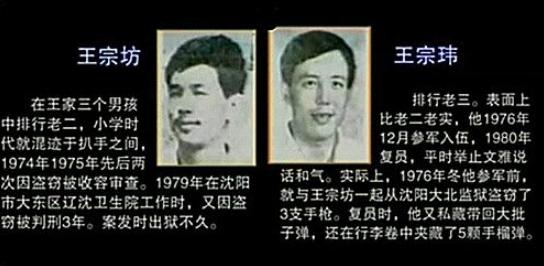 王宗坊
在王家三个男孩
中排行老二，小学时
代就混迹于扒手之间，
1974年1975年先后两
次因盗窃被收容审查。1979年在沈阳
市大东区辽沈卫生院工作时，又因盗
窃被判刑3年。案发时出狱不久。
王宗玮
排行老三。表面上
比老二老实，他1976年
12月参军入伍，1980年
复员，平时举止文雅说
话和气。实际上，1976年冬他参军前，
就与王宗坊一起从沈阳大北监狱盗窃了
3支手枪。复员时，他又私藏带回大批
子弹，还在行李卷中夹藏了5颗手榴弹。